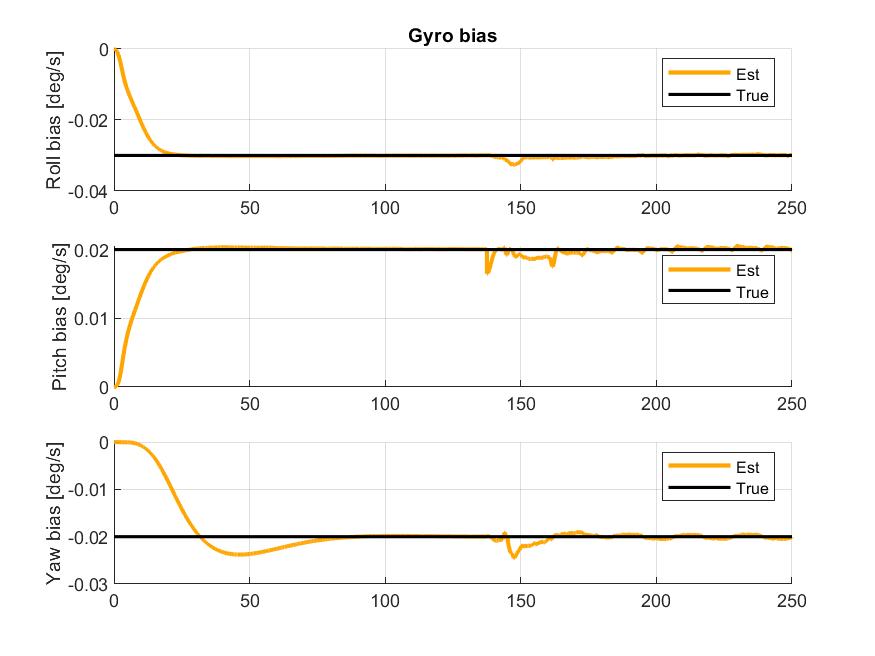 Gyro bias
Roll bias [deg/s]
0
-0.02
-0.04
Est
True
0 50 100 150 200 250
Pitch bias [deg/s]
0.02
0.01
0
Est
True
0 50 100 150 200 250
Yaw bias [deg/s]
0
-0.01
-0.02
-0.03
Est
True
0 50 100 150 200 250